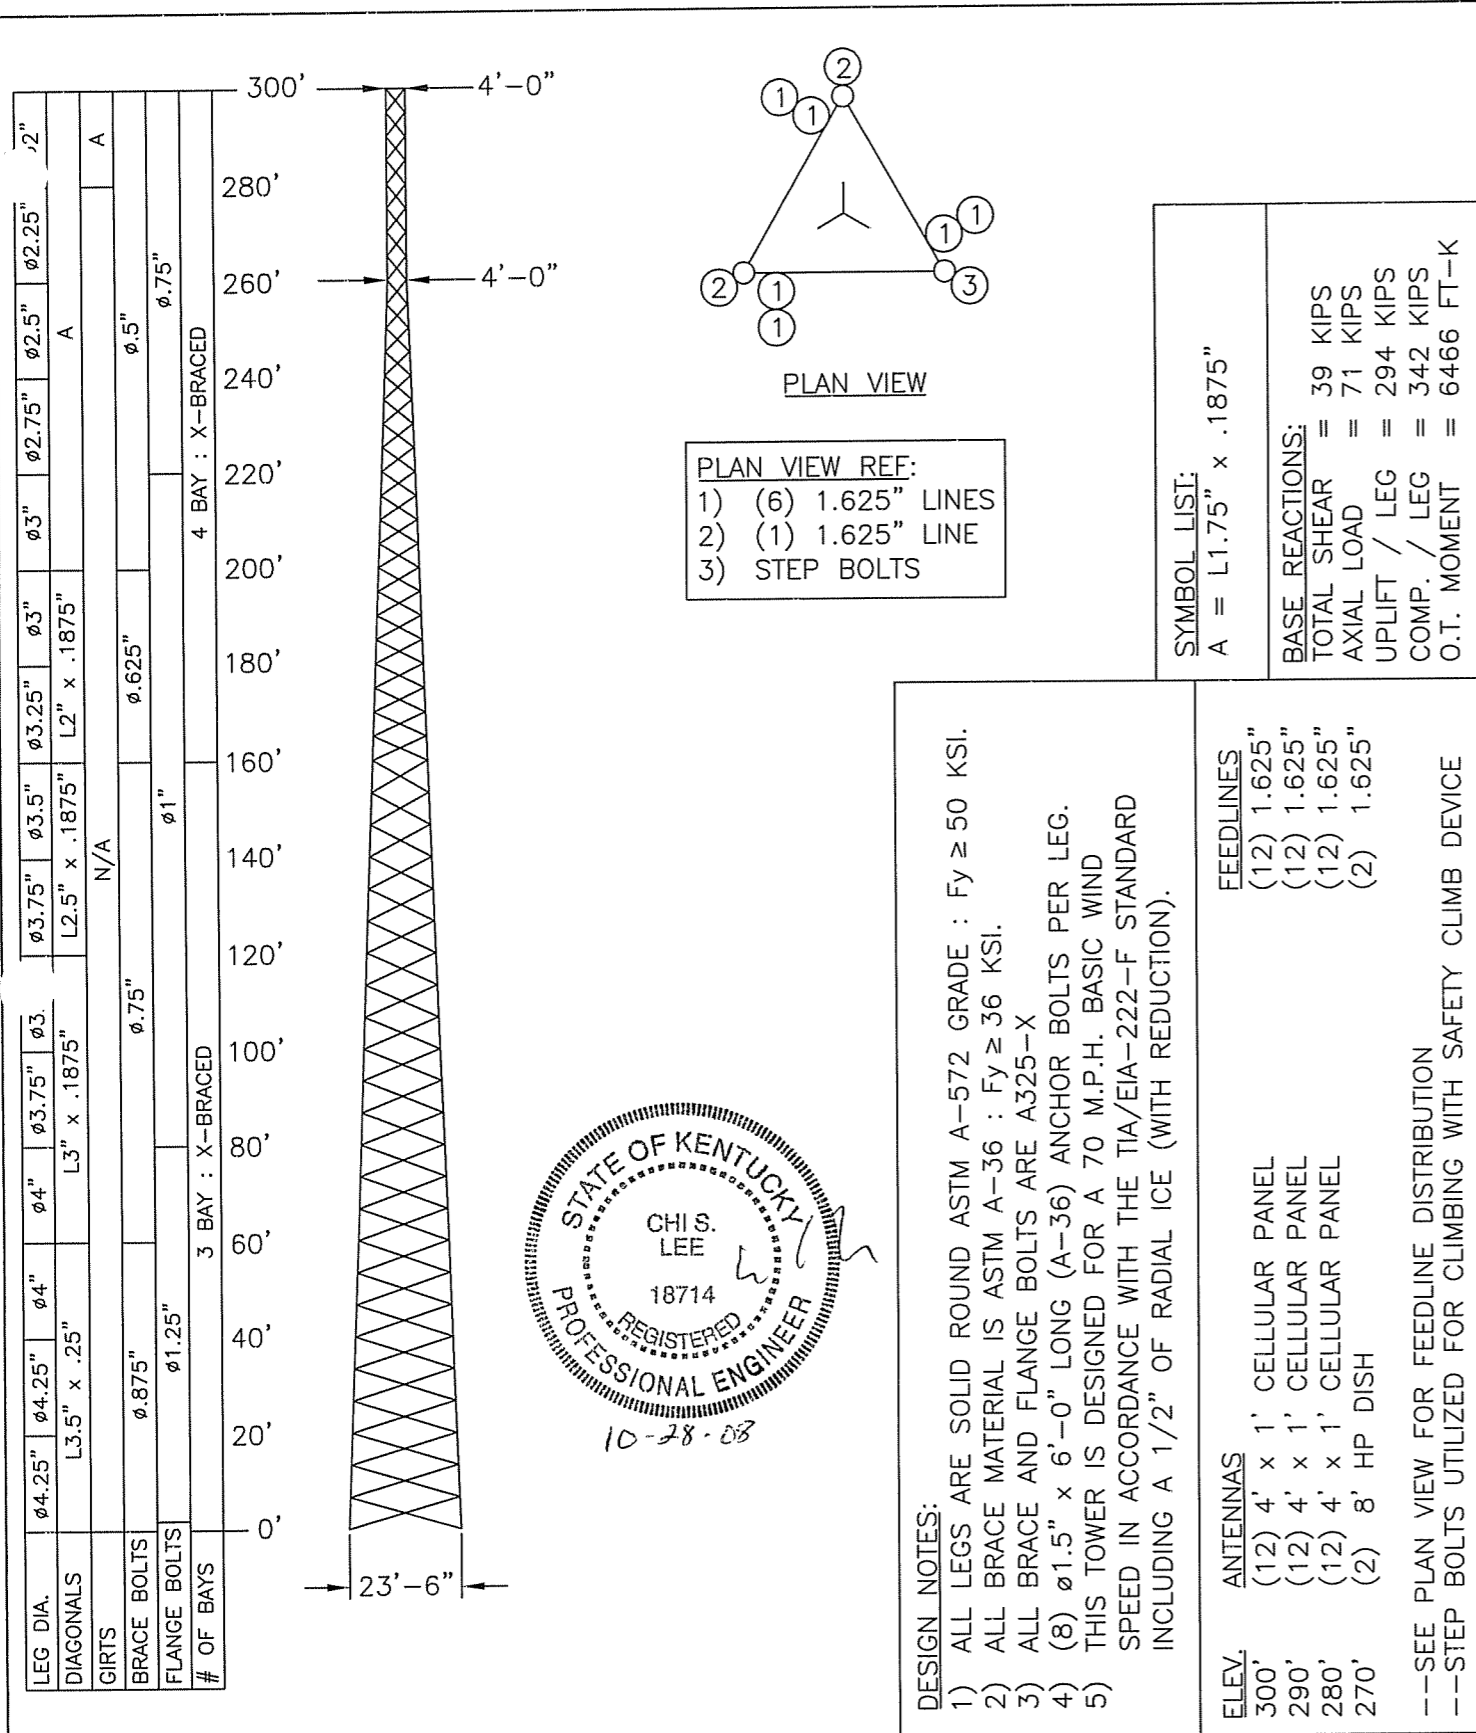 300'
4'-0"
280'
260'
4'-0"
240'
220'
200'
180'
160'
140'
120'
100'
80'
60'
40'
20'
0'
23'-6"
LEG DIA. ø4.25" ø4.25" ø4" ø4" ø3.75" ø3. ø3.75" ø3.5" ø3.25" ø3" ø3" ø2.75" ø2.5" ø2.25" 2"
DIAGONALS L3.5" x .25" L3" x .1875" L2.5" x .1875" L2" x .1875" A
GIRTS N/A A
BRACE BOLTS ø.875" ø.75" ø.625" ø.5"
FLANGE BOLTS ø1.25" ø1" ø.75"
# OF BAYS 3 BAY : X-BRACED 4 BAY : X-BRACED
2
1
1
1
1
2
1
3
1
PLAN VIEW
PLAN VIEW REF:
1) (6) 1.625" LINES
2) (1) 1.625" LINE
3) STEP BOLTS
STATE OF KENTUCKY
CHI S.
LEE
18714
REGISTERED
PROFESSIONAL ENGINEER
10-28-03
SYMBOL LIST:
A = L1.75" x .1875"
BASE REACTIONS:
TOTAL SHEAR = 39 KIPS
AXIAL LOAD = 71 KIPS
UPLIFT / LEG = 294 KIPS
COMP. / LEG = 342 KIPS
O.T. MOMENT = 6466 FT-K
DESIGN NOTES:
1) ALL LEGS ARE SOLID ROUND ASTM A-572 GRADE : Fy ≥ 50 KSI.
2) ALL BRACE MATERIAL IS ASTM A-36 : Fy ≥ 36 KSI.
3) ALL BRACE AND FLANGE BOLTS ARE A325-X
4) (8) ø1.5" x 6'-0" LONG (A-36) ANCHOR BOLTS PER LEG.
5) THIS TOWER IS DESIGNED FOR A 70 M.P.H. BASIC WIND
SPEED IN ACCORDANCE WITH THE TIA/EIA-222-F STANDARD
INCLUDING A 1/2" OF RADIAL ICE (WITH REDUCTION).
ELEV. ANTENNAS FEEDLINES
300' (12) 4' x 1' CELLULAR PANEL (12) 1.625"
290' (12) 4' x 1' CELLULAR PANEL (12) 1.625"
280' (12) 4' x 1' CELLULAR PANEL (12) 1.625"
270' (2) 8' HP DISH (2) 1.625"
--SEE PLAN VIEW FOR FEEDLINE DISTRIBUTION
--STEP BOLTS UTILIZED FOR CLIMBING WITH SAFETY CLIMB DEVICE